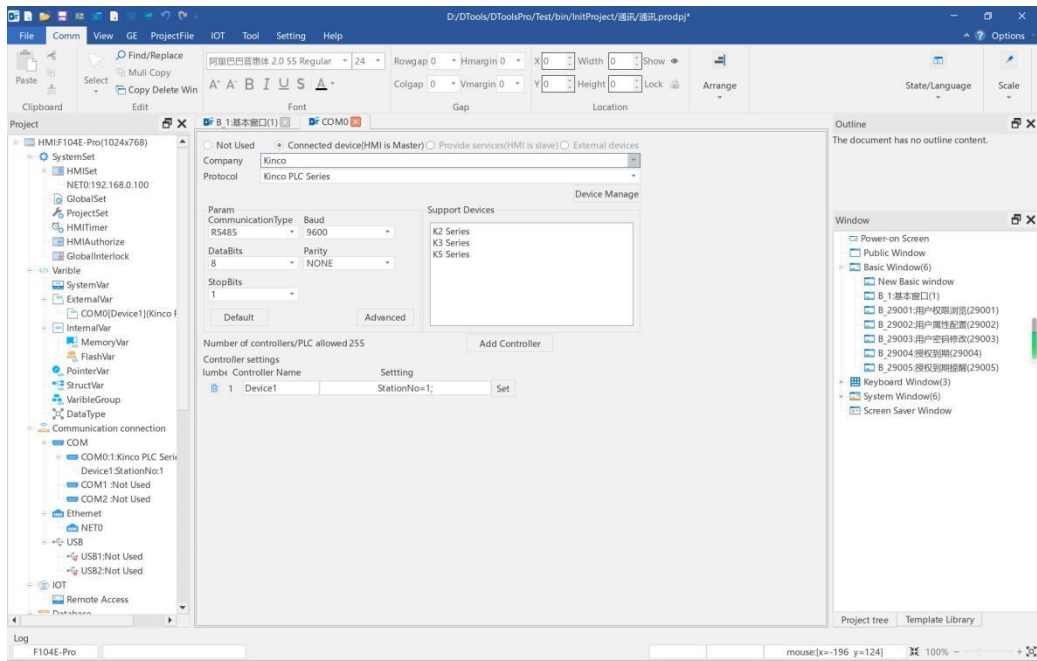 D:/DTools/DToolsPro/Test/bin/InitProject/通讯/通讯.prodpj*
File Comm View GE ProjectFile IOT Tool Setting Help Options
Paste
Select
Find/Replace
Muli Copy
Copy Delete Win
阿里巴巴普惠体 2.0 55 Regular 24
A+ A- B I U S A
Rowgap 0 Hmargin 0
Colgap 0 Vmargin 0
X 0 Width 0 Show
Y 0 Height 0 Lock
Arrange
State/Language
Scale
Clipboard Edit Font Gap Location
Project
HMI:F104E-Pro(1024x768)
SystemSet
HMISet
NET0:192.168.0.100
GlobalSet
ProjectSet
HMITimer
HMIAuthorize
GlobalInterlock
Varible
SystemVar
ExternalVar
COM0[Device1](Kinco P
InternalVar
MemoryVar
FlashVar
PointerVar
StructVar
VaribleGroup
DataType
Communication connection
COM
COM0:1:Kinco PLC Serie
Device1:StationNo:1
COM1 :Not Used
COM2 :Not Used
Ethernet
NET0
USB
USB1:Not Used
USB2:Not Used
IOT
Remote Access
Database
B_1:基本窗口(1) COM0
Not Used Connected device(HMI is Master) Provide services(HMI is slave) External devices
Company Kinco
Protocol Kinco PLC Series
Device Manage
Param
CommunicationType Baud
RS485 9600
DataBits Parity
8 NONE
StopBits
1
Default Advanced
Support Devices
K2 Series
K3 Series
K5 Series
Number of controllers/PLC allowed 255 Add Controller
Controller settings
lumbe Controller Name Settting
1 Device1 StationNo=1; Set
Outline
The document has no outline content.
Window
Power-on Screen
Public Window
Basic Window(6)
New Basic window
B_1:基本窗口(1)
B_29001:用户权限浏览(29001)
B_29002:用户属性配置(29002)
B_29003:用户密码修改(29003)
B_29004:授权到期(29004)
B_29005:授权到期提醒(29005)
Keyboard Window(3)
System Window(6)
Screen Saver Window
Project tree Template Library
Log
F104E-Pro mouse:[x=-196 y=124] 100%